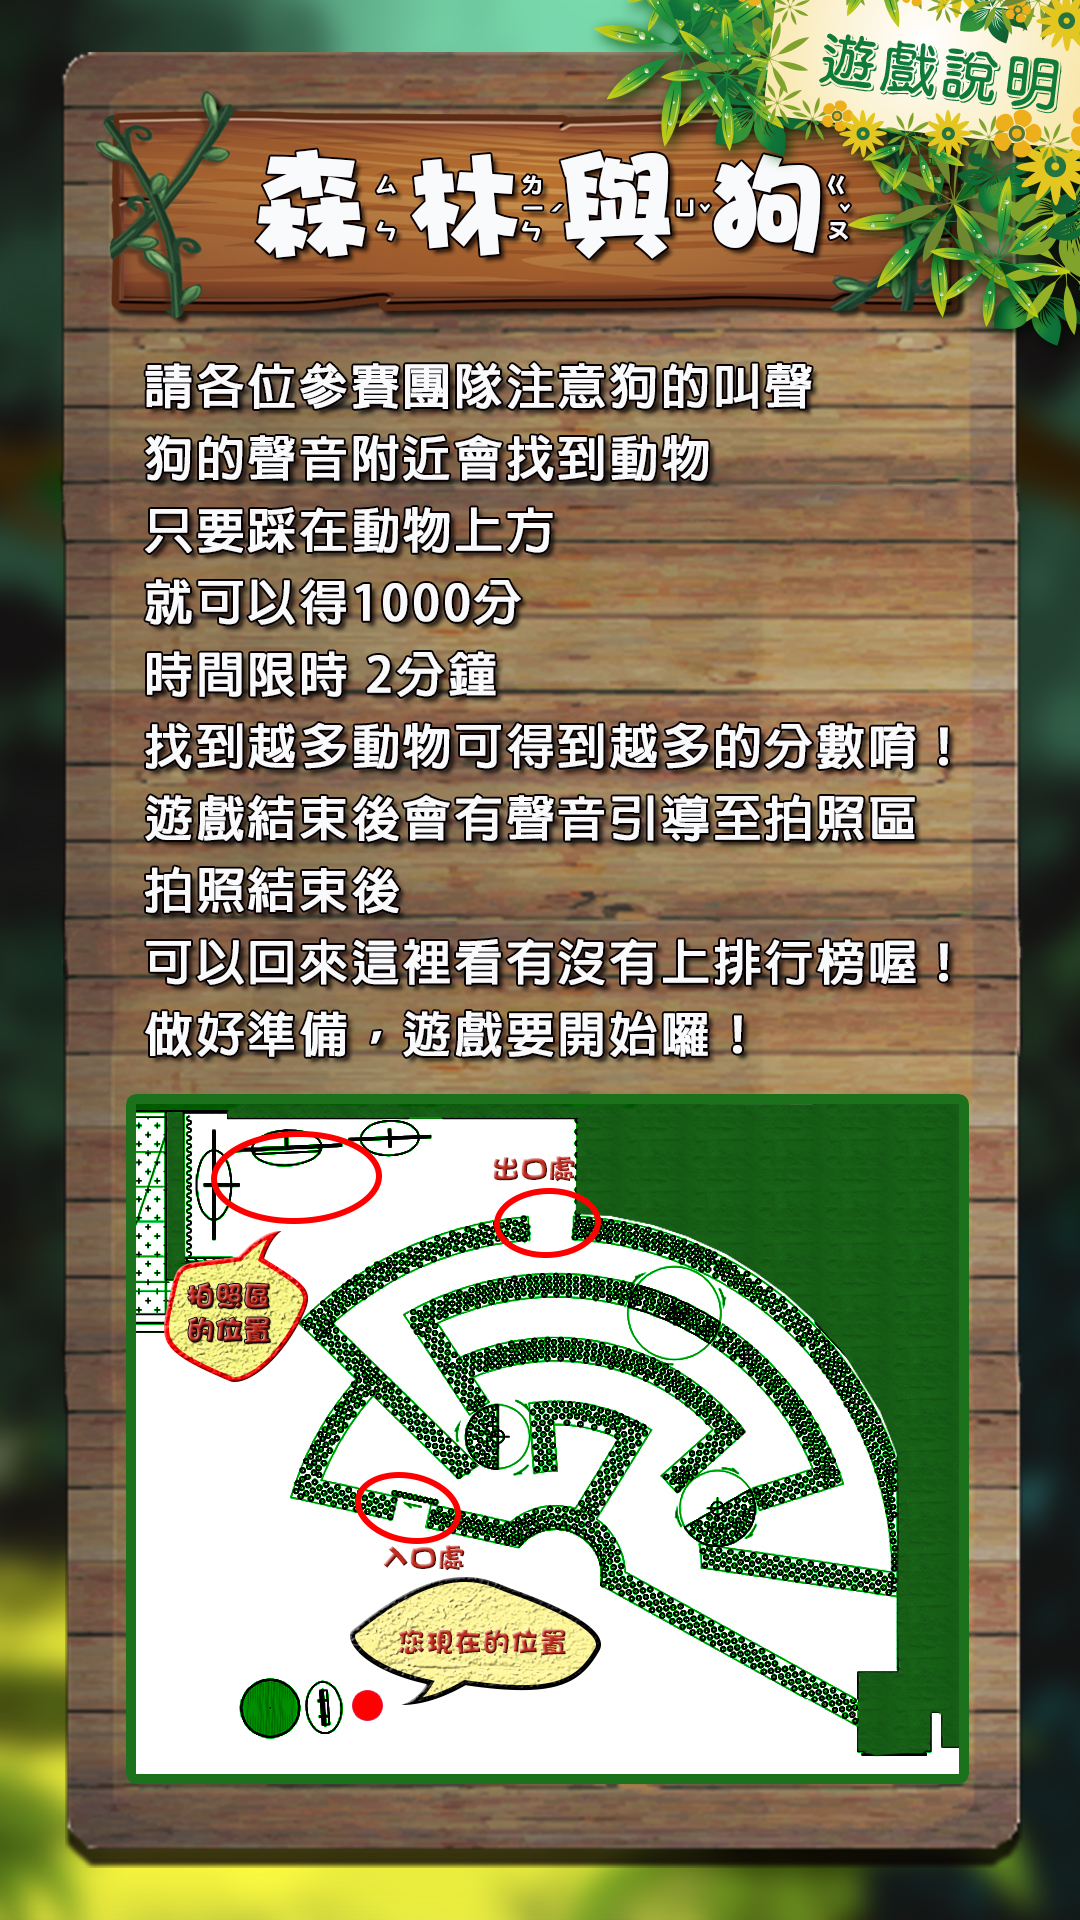 遊戲說明
森ㄙㄣ林ㄌㄧㄣˊ與ㄩˇ狗ㄍㄡˇ
請各位參賽團隊注意狗的叫聲
狗的聲音附近會找到動物
只要踩在動物上方
就可以得1000分
時間限時 2分鐘
找到越多動物可得到越多的分數唷！
遊戲結束後會有聲音引導至拍照區
拍照結束後
可以回來這裡看有沒有上排行榜喔！
做好準備，遊戲要開始囉！
出口處
拍照區
的位置
入口處
您現在的位置